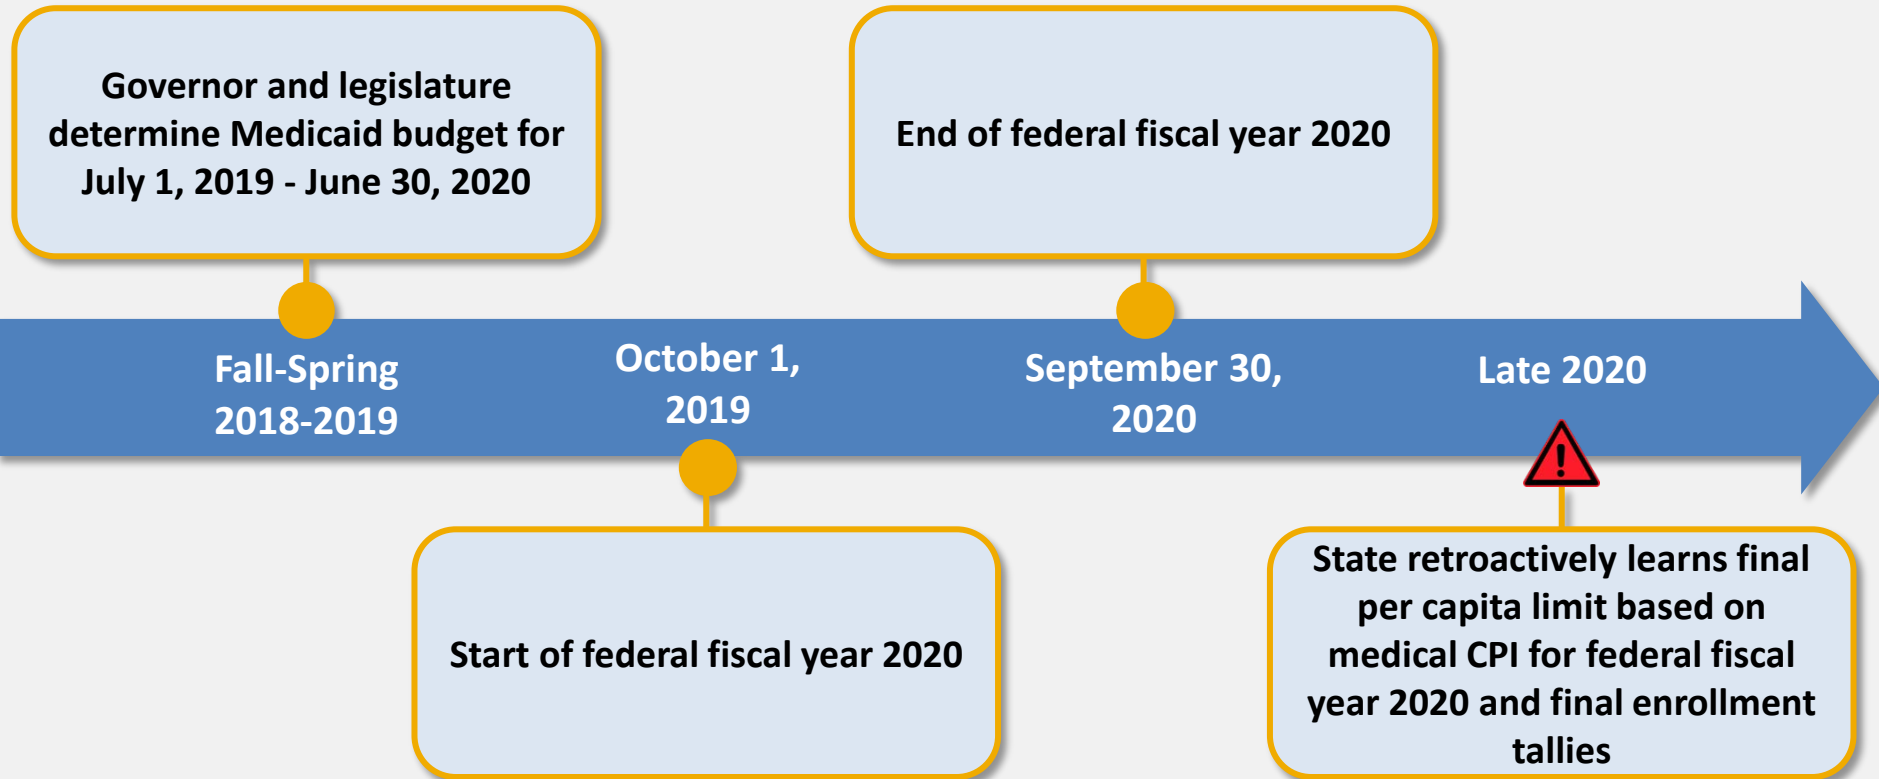 Governor and legislature
determine Medicaid budget for
July 1, 2019 - June 30, 2020
End of federal fiscal year 2020
Fall-Spring
2018-2019
October 1,
2019
September 30,
2020
Late 2020
!
Start of federal fiscal year 2020
State retroactively learns final
per capita limit based on
medical CPI for federal fiscal
year 2020 and final enrollment
tallies